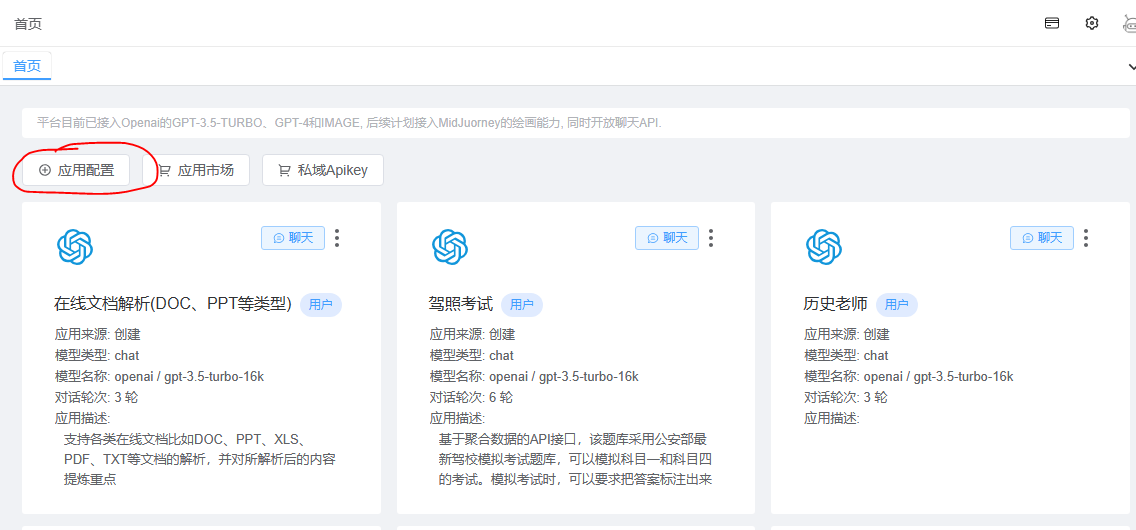 首页
首页
平台目前已接入Openai的GPT-3.5-TURBO、GPT-4和IMAGE, 后续计划接入MidJuorney的绘画能力, 同时开放聊天API.
应用配置 应用市场 私域Apikey
聊天 聊天 聊天
在线文档解析(DOC、PPT等类型) 用户
应用来源: 创建
模型类型: chat
模型名称: openai / gpt-3.5-turbo-16k
对话轮次: 3 轮
应用描述:
支持各类在线文档比如DOC、PPT、XLS、
PDF、TXT等文档的解析，并对所解析后的内容
提炼重点
驾照考试 用户
应用来源: 创建
模型类型: chat
模型名称: openai / gpt-3.5-turbo-16k
对话轮次: 6 轮
应用描述:
基于聚合数据的API接口，该题库采用公安部最
新驾校模拟考试题库，可以模拟科目一和科目四
的考试。模拟考试时，可以要求把答案标注出来
历史老师 用户
应用来源: 创建
模型类型: chat
模型名称: openai / gpt-3.5-turbo-16k
对话轮次: 3 轮
应用描述: